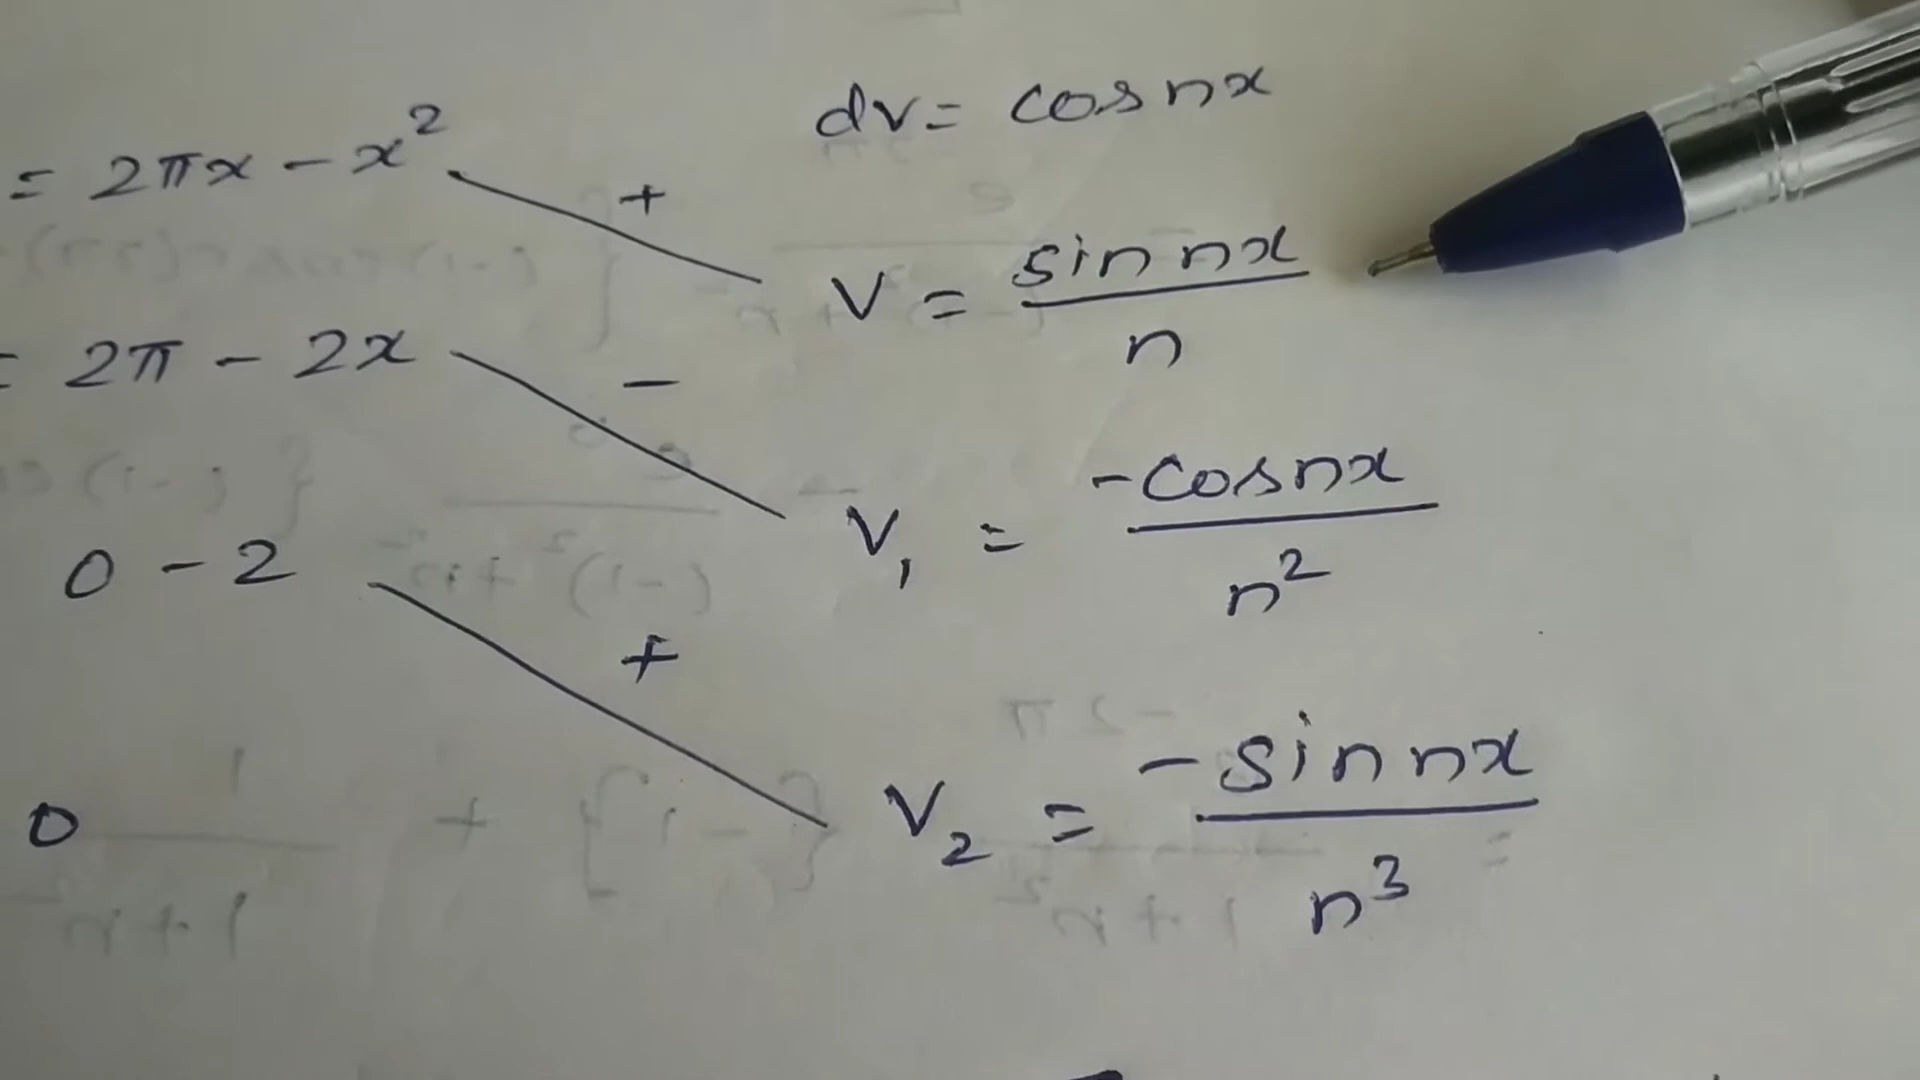 dv = cos nx
= 2πx - x²
+
v = sin nx / n
= 2π - 2x
-
v₁ = -cos nx / n²
0 - 2
+
v₂ = -sin nx / n³
0